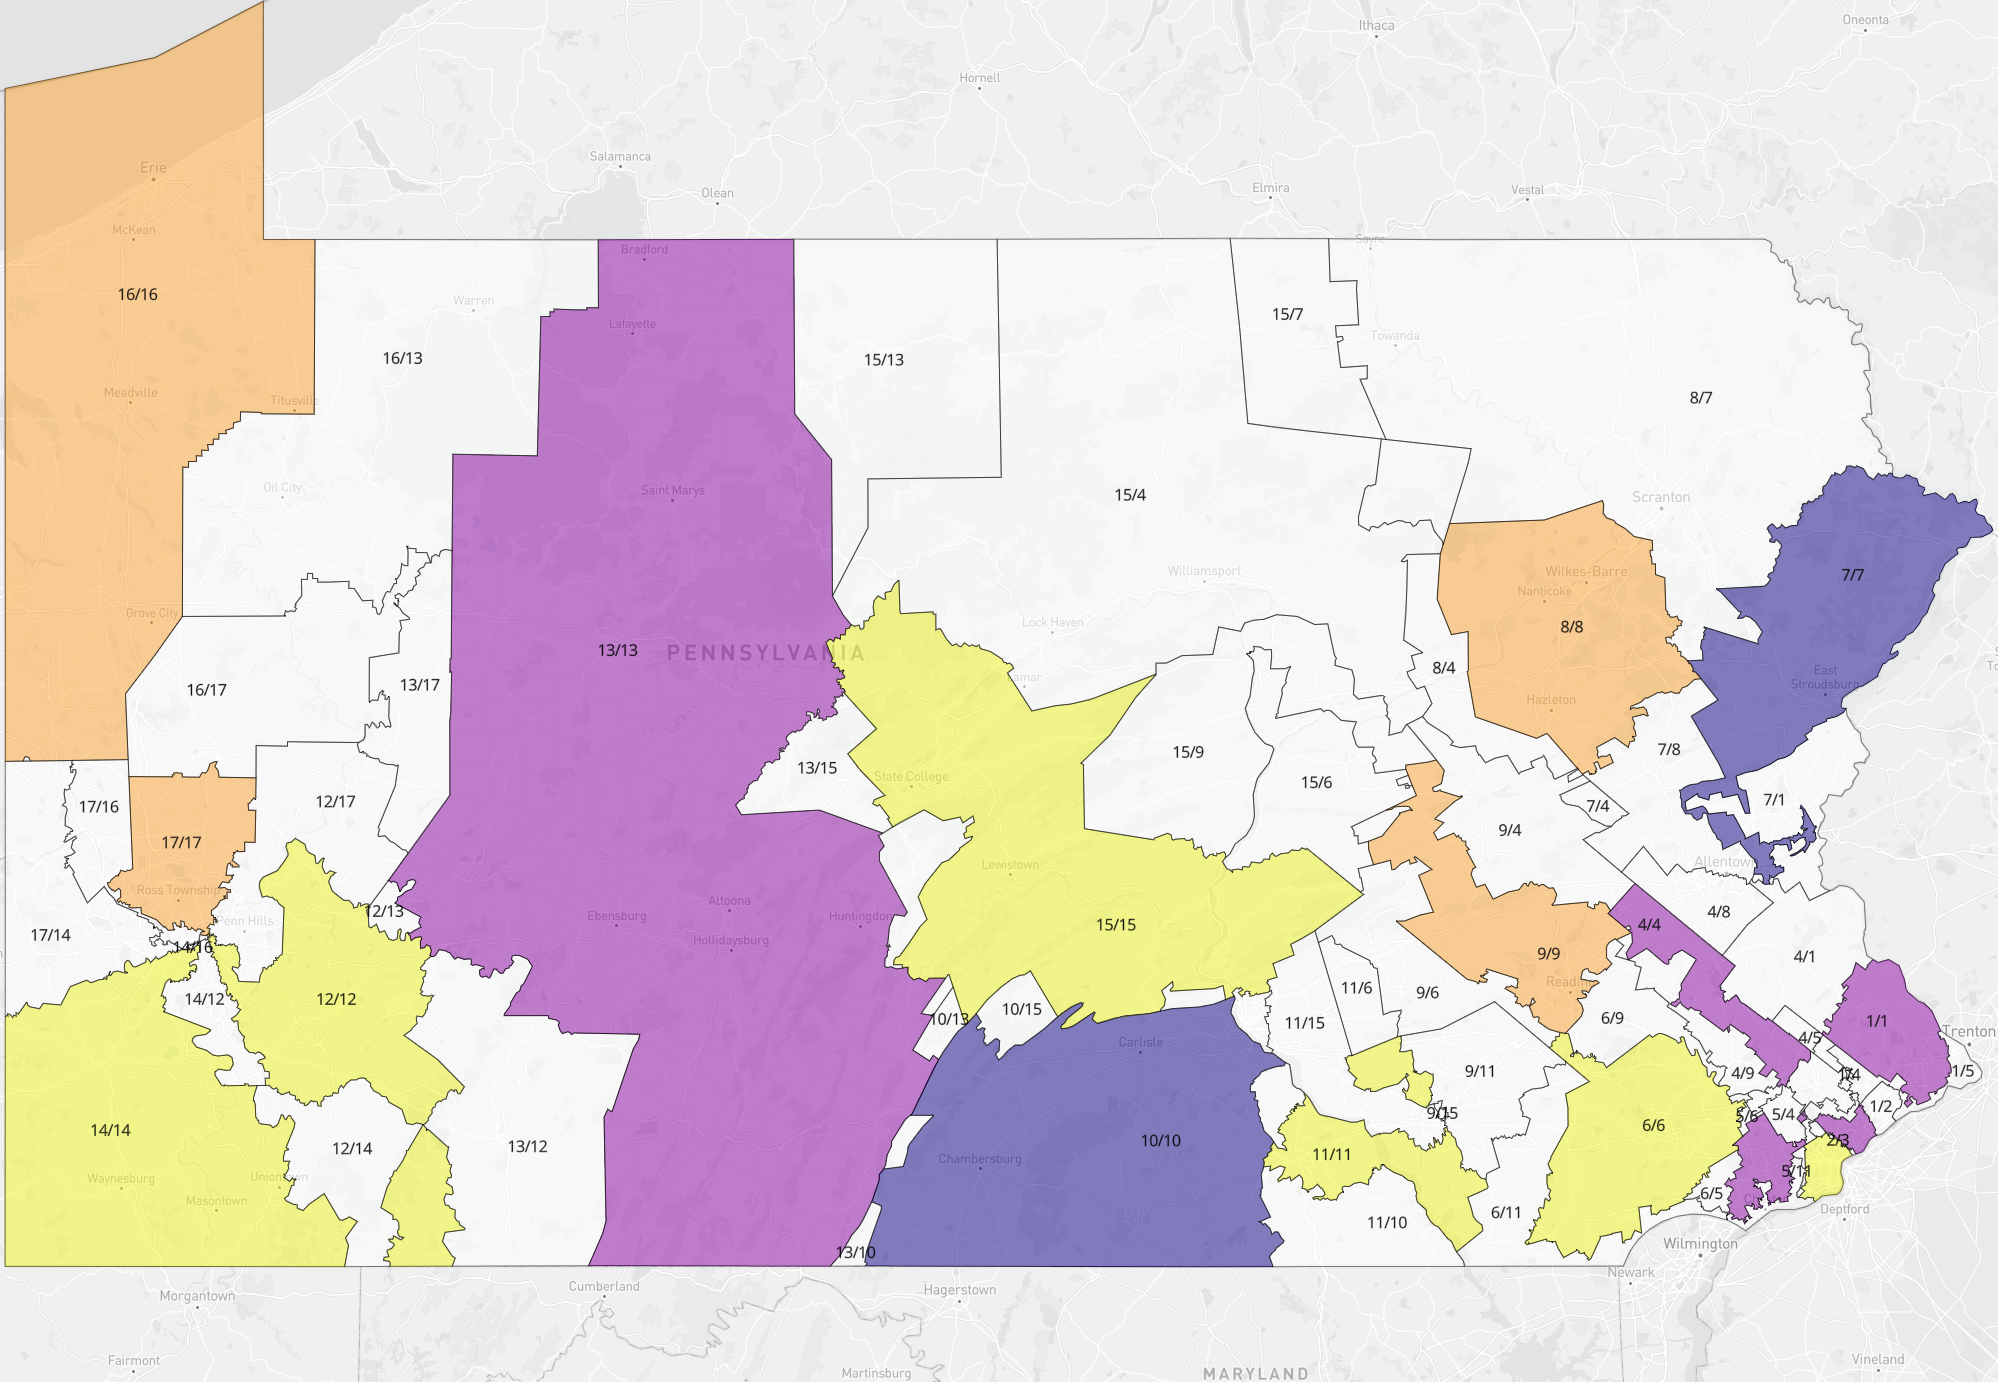 Ithaca
Oneonta
Hornell
Salamanca
Erie
Olean
Elmira
Vestal
McKean
Sayre
Bradford
16/16
Warren
15/7
Lafayette
Towanda
16/13
15/13
Meadville
Titusville
8/7
Oil City
Saint Marys
15/4
Scranton
Williamsport
Wilkes-Barre
7/7
Nanticoke
Grove City
Lock Haven
8/8
13/13
PENNSYLVANIA
8/4
East
Stroudsburg
16/17
13/17
Lamar
Hazleton
15/9
7/8
13/15
State College
15/6
17/16
12/17
7/4
7/1
17/17
9/4
Lewistown
Allentown
Ross Township
Altoona
12/13
Ebensburg
Huntingdon
4/8
Penn Hills
17/14
14/16
Hollidaysburg
15/15
4/4
9/9
4/1
Reading
14/12
12/12
11/6
9/6
10/13
10/15
11/15
6/9
1/1
Carlisle
4/5
Trenton
9/11
4/9
1/5
14/14
10/10
5/6
5/4
1/2
6/6
2/3
12/14
13/12
11/11
Chambersburg
5/11
Waynesburg
Uniontown
6/5
Masontown
6/11
Deptford
11/10
13/10
Wilmington
Newark
Cumberland
Hagerstown
Morgantown
Fairmont
Martinsburg
MARYLAND
Vineland